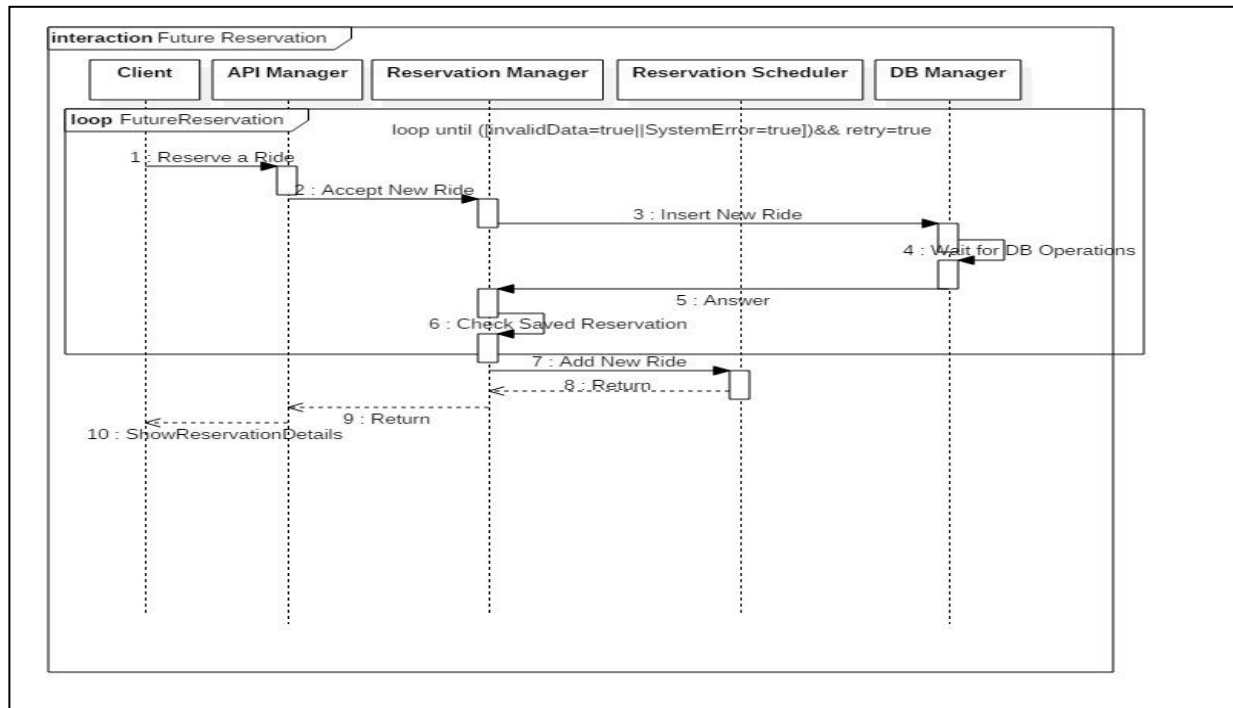 interaction Future Reservation
Client
API Manager
Reservation Manager
Reservation Scheduler
DB Manager
loop FutureReservation
loop until ([invalidData=true||SystemError=true])&& retry=true
1 : Reserve a Ride
2 : Accept New Ride
3 : Insert New Ride
4 : Wait for DB Operations
5 : Answer
6 : Check Saved Reservation
7 : Add New Ride
8 : Return
9 : Return
10 : ShowReservationDetails